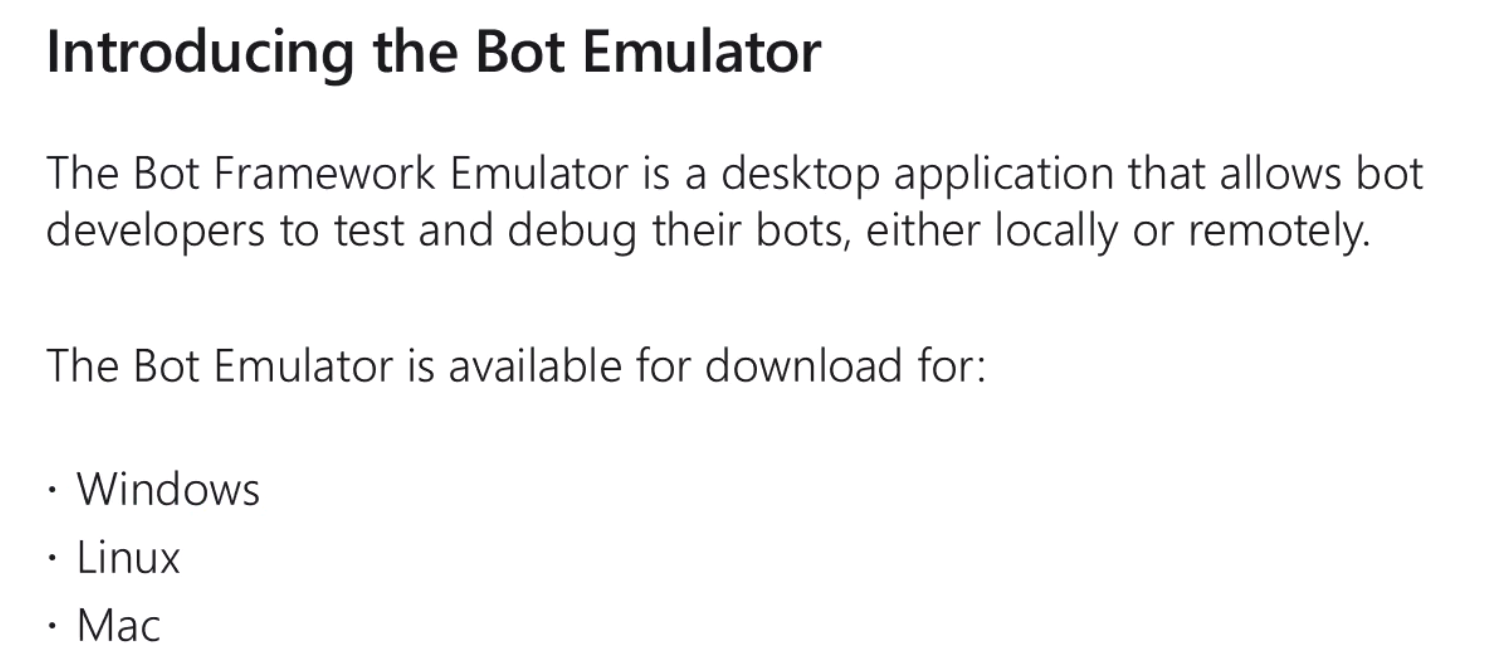 Introducing the Bot Emulator
The Bot Framework Emulator is a desktop application that allows bot
developers to test and debug their bots, either locally or remotely.
The Bot Emulator is available for download for:
· Windows
· Linux
· Mac